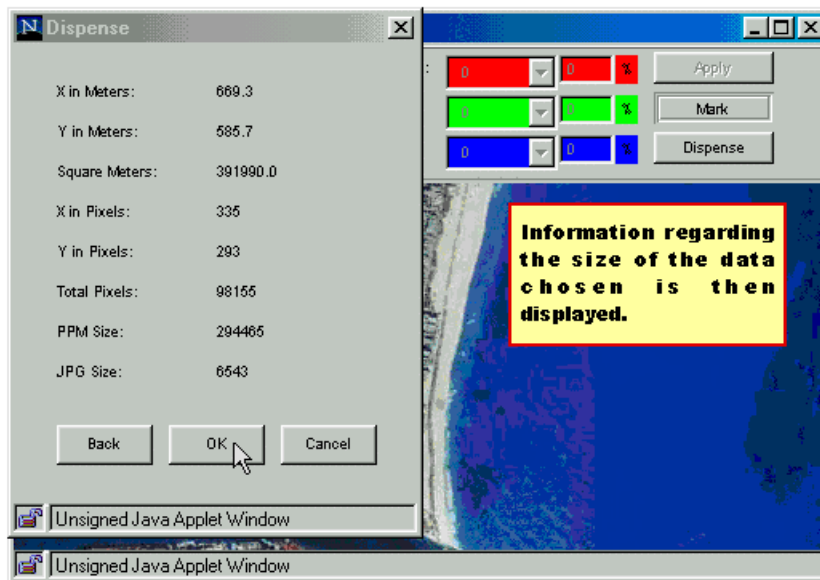 N Dispense
X in Meters: 669.3
Y in Meters: 585.7
Square Meters: 391990.0
X in Pixels: 335
Y in Pixels: 293
Total Pixels: 98155
PPM Size: 294465
JPG Size: 6543
Back OK Cancel
Unsigned Java Applet Window
: 0 0 % Apply
0 0 % Mark
0 0 % Dispense
Information regarding
the size of the data
chosen is then
displayed.
Unsigned Java Applet Window